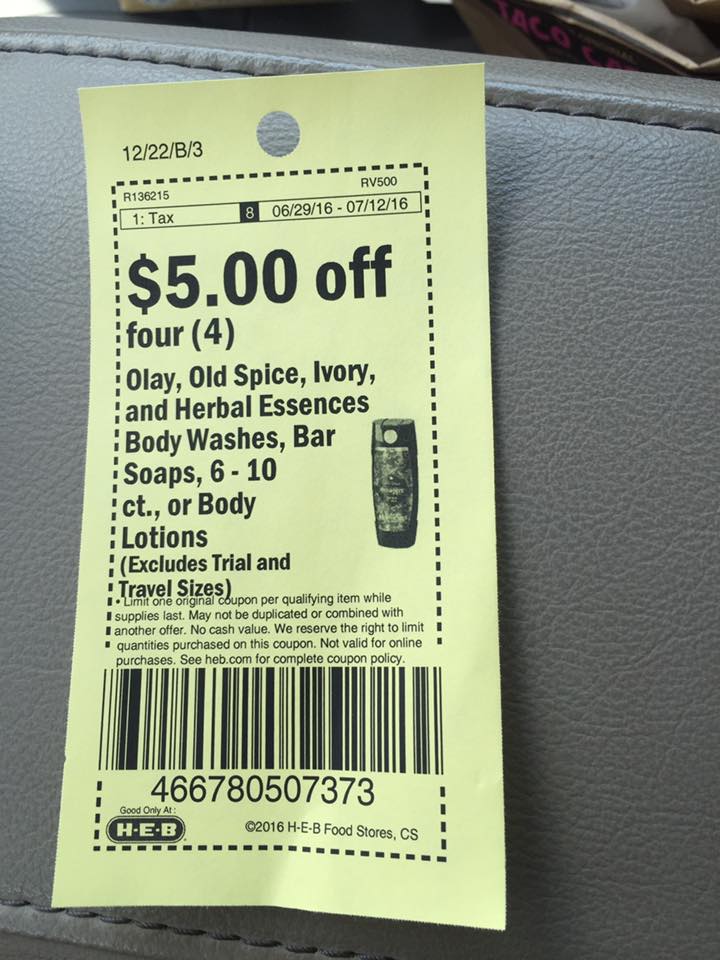 TACO
12/22/B/3
R136215 RV500
1: Tax 8 06/29/16 - 07/12/16
$5.00 off
four (4)
Olay, Old Spice, Ivory,
and Herbal Essences
Body Washes, Bar
Soaps, 6 - 10
ct., or Body
Lotions
(Excludes Trial and
Travel Sizes)
• Limit one original coupon per qualifying item while
supplies last. May not be duplicated or combined with
another offer. No cash value. We reserve the right to limit
quantities purchased on this coupon. Not valid for online
purchases. See heb.com for complete coupon policy.
466780507373
Good Only At :
H-E-B ©2016 H-E-B Food Stores, CS